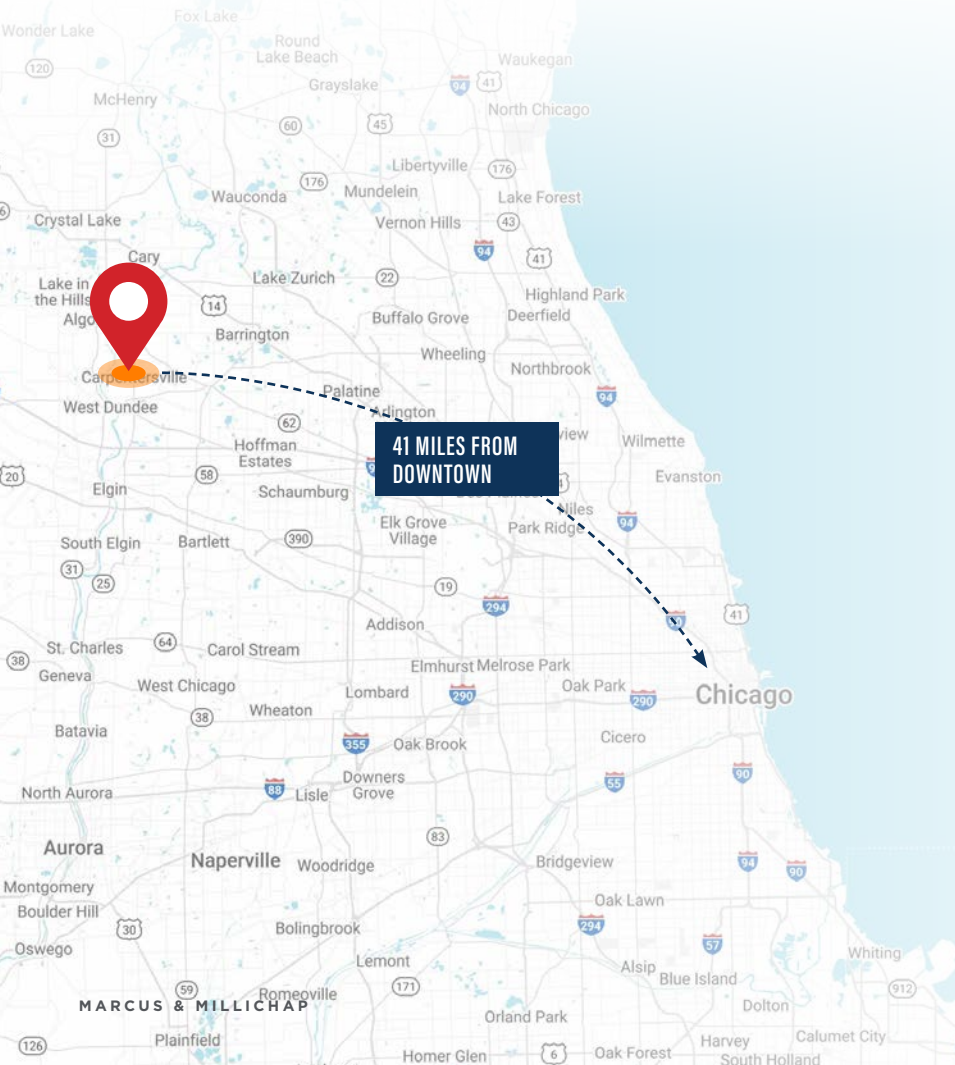 Fox Lake
Wonder Lake
Round
Lake Beach
Waukegan
120
Grayslake
94
41
McHenry
North Chicago
60
45
31
Libertyville
176
176
Mundelein
Wauconda
Lake Forest
Crystal Lake
Vernon Hills
43
94
Cary
41
Lake Zurich
22
Lake in
the Hills
Highland Park
14
Deerfield
Buffalo Grove
Barrington
Wheeling
Northbrook
Carpentersville
Palatine
94
West Dundee
Arlington
62
41 MILES FROM
DOWNTOWN
Wilmette
Hoffman
Estates
20
58
Evanston
Elgin
Schaumburg
Elk Grove
Village
Park Ridge
94
South Elgin
Bartlett
390
31
25
19
294
41
Addison
St. Charles
64
Carol Stream
38
Geneva
Elmhurst
Melrose Park
West Chicago
Lombard
290
Oak Park
290
Chicago
38
Wheaton
Batavia
355
Oak Brook
Cicero
90
Downers
Grove
55
North Aurora
88
Lisle
83
Aurora
Naperville
Woodridge
Bridgeview
94
90
Montgomery
Boulder Hill
Oak Lawn
30
Bolingbrook
294
57
Oswego
Lemont
Whiting
Alsip
Blue Island
59
Romeoville
171
912
MARCUS & MILLICHAP
Dolton
Orland Park
Plainfield
Harvey
Calumet City
126
Homer Glen
6
Oak Forest
South Holland